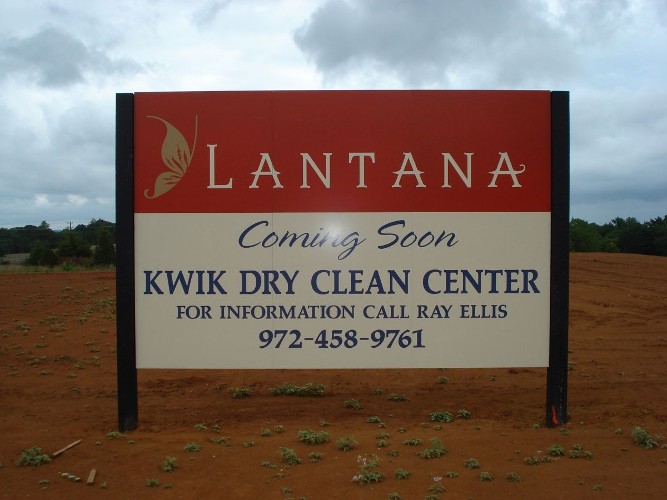 LANTANA
Coming Soon
KWIK DRY CLEAN CENTER
FOR INFORMATION CALL RAY ELLIS
972-458-9761